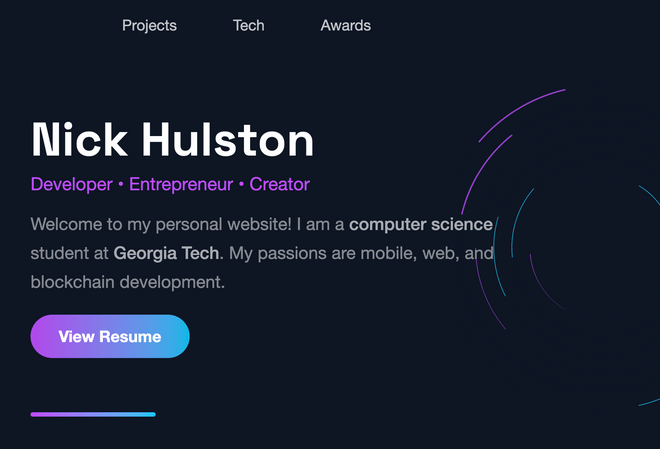 Projects Tech Awards
Nick Hulston
Developer • Entrepreneur • Creator
Welcome to my personal website! I am a computer science
student at Georgia Tech. My passions are mobile, web, and
blockchain development.
View Resume